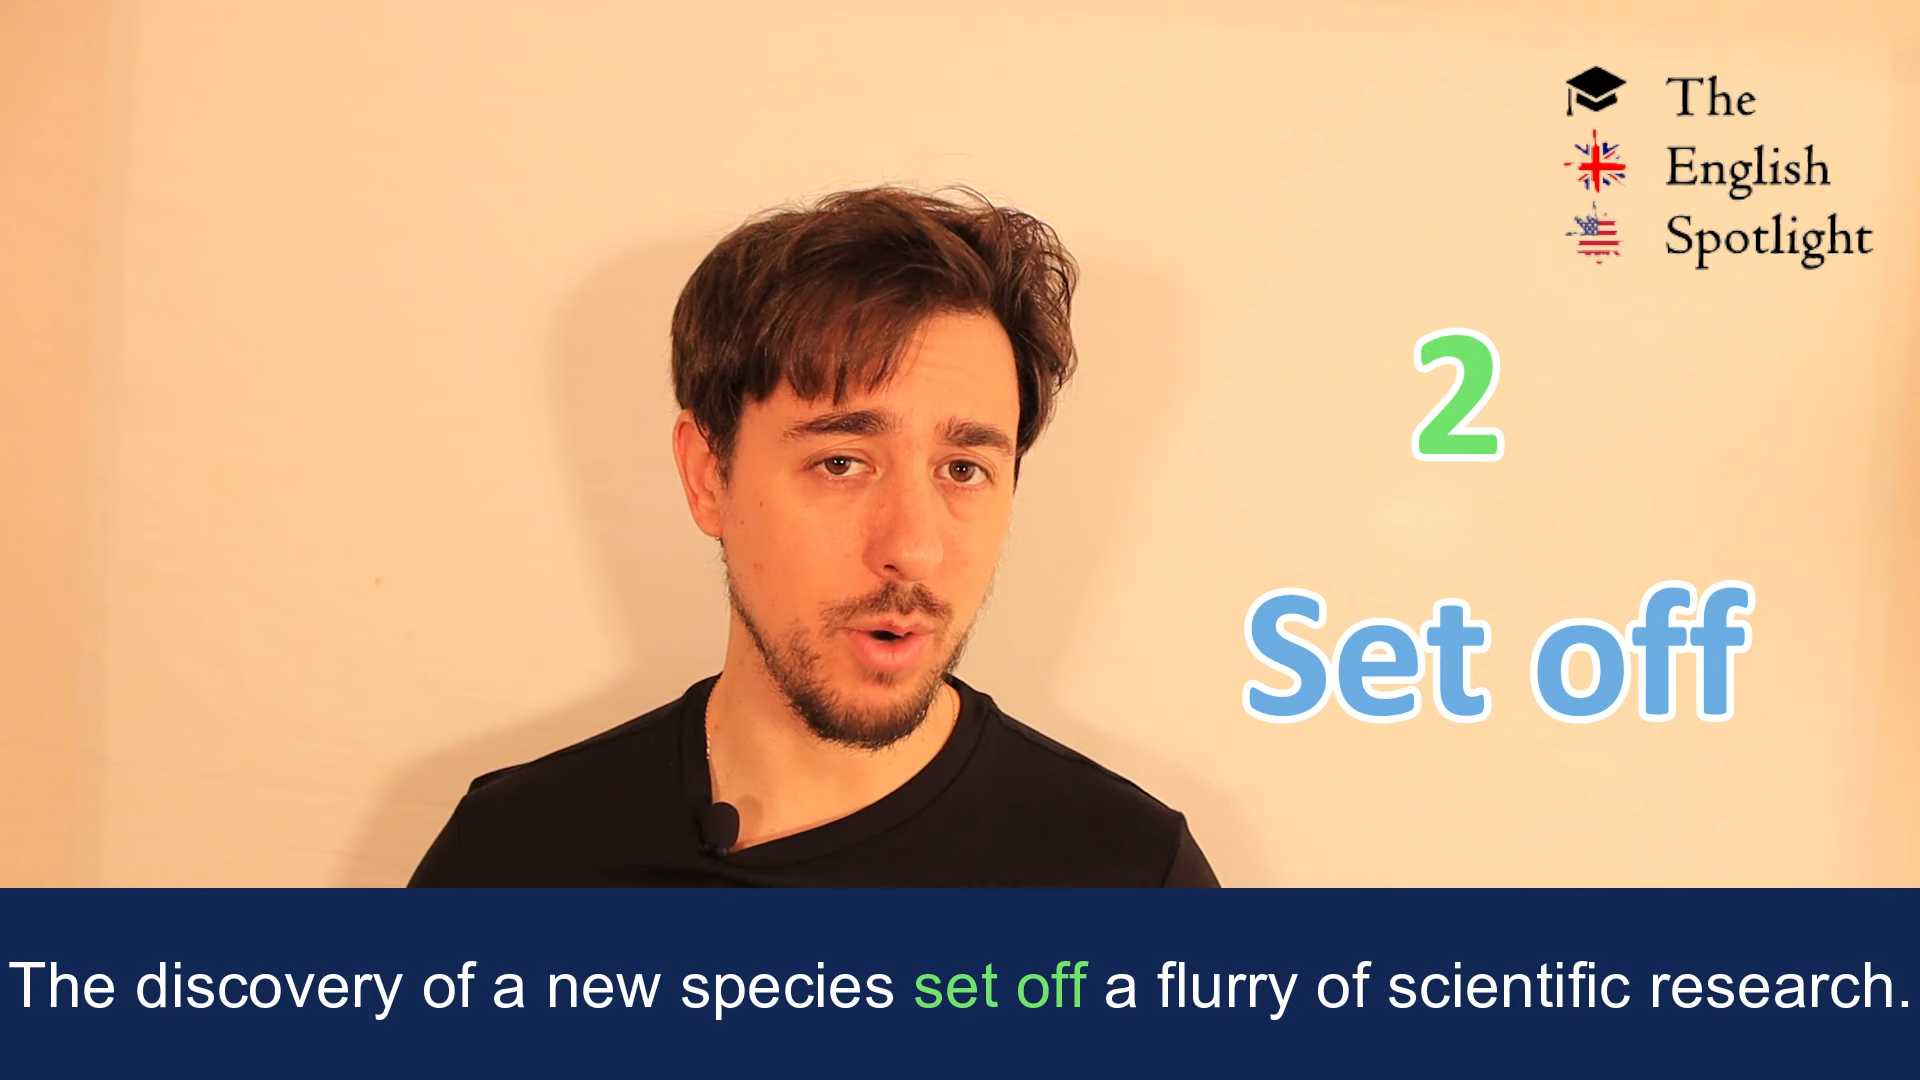 The
English
Spotlight
2
Set off
The discovery of a new species set off a flurry of scientific research.